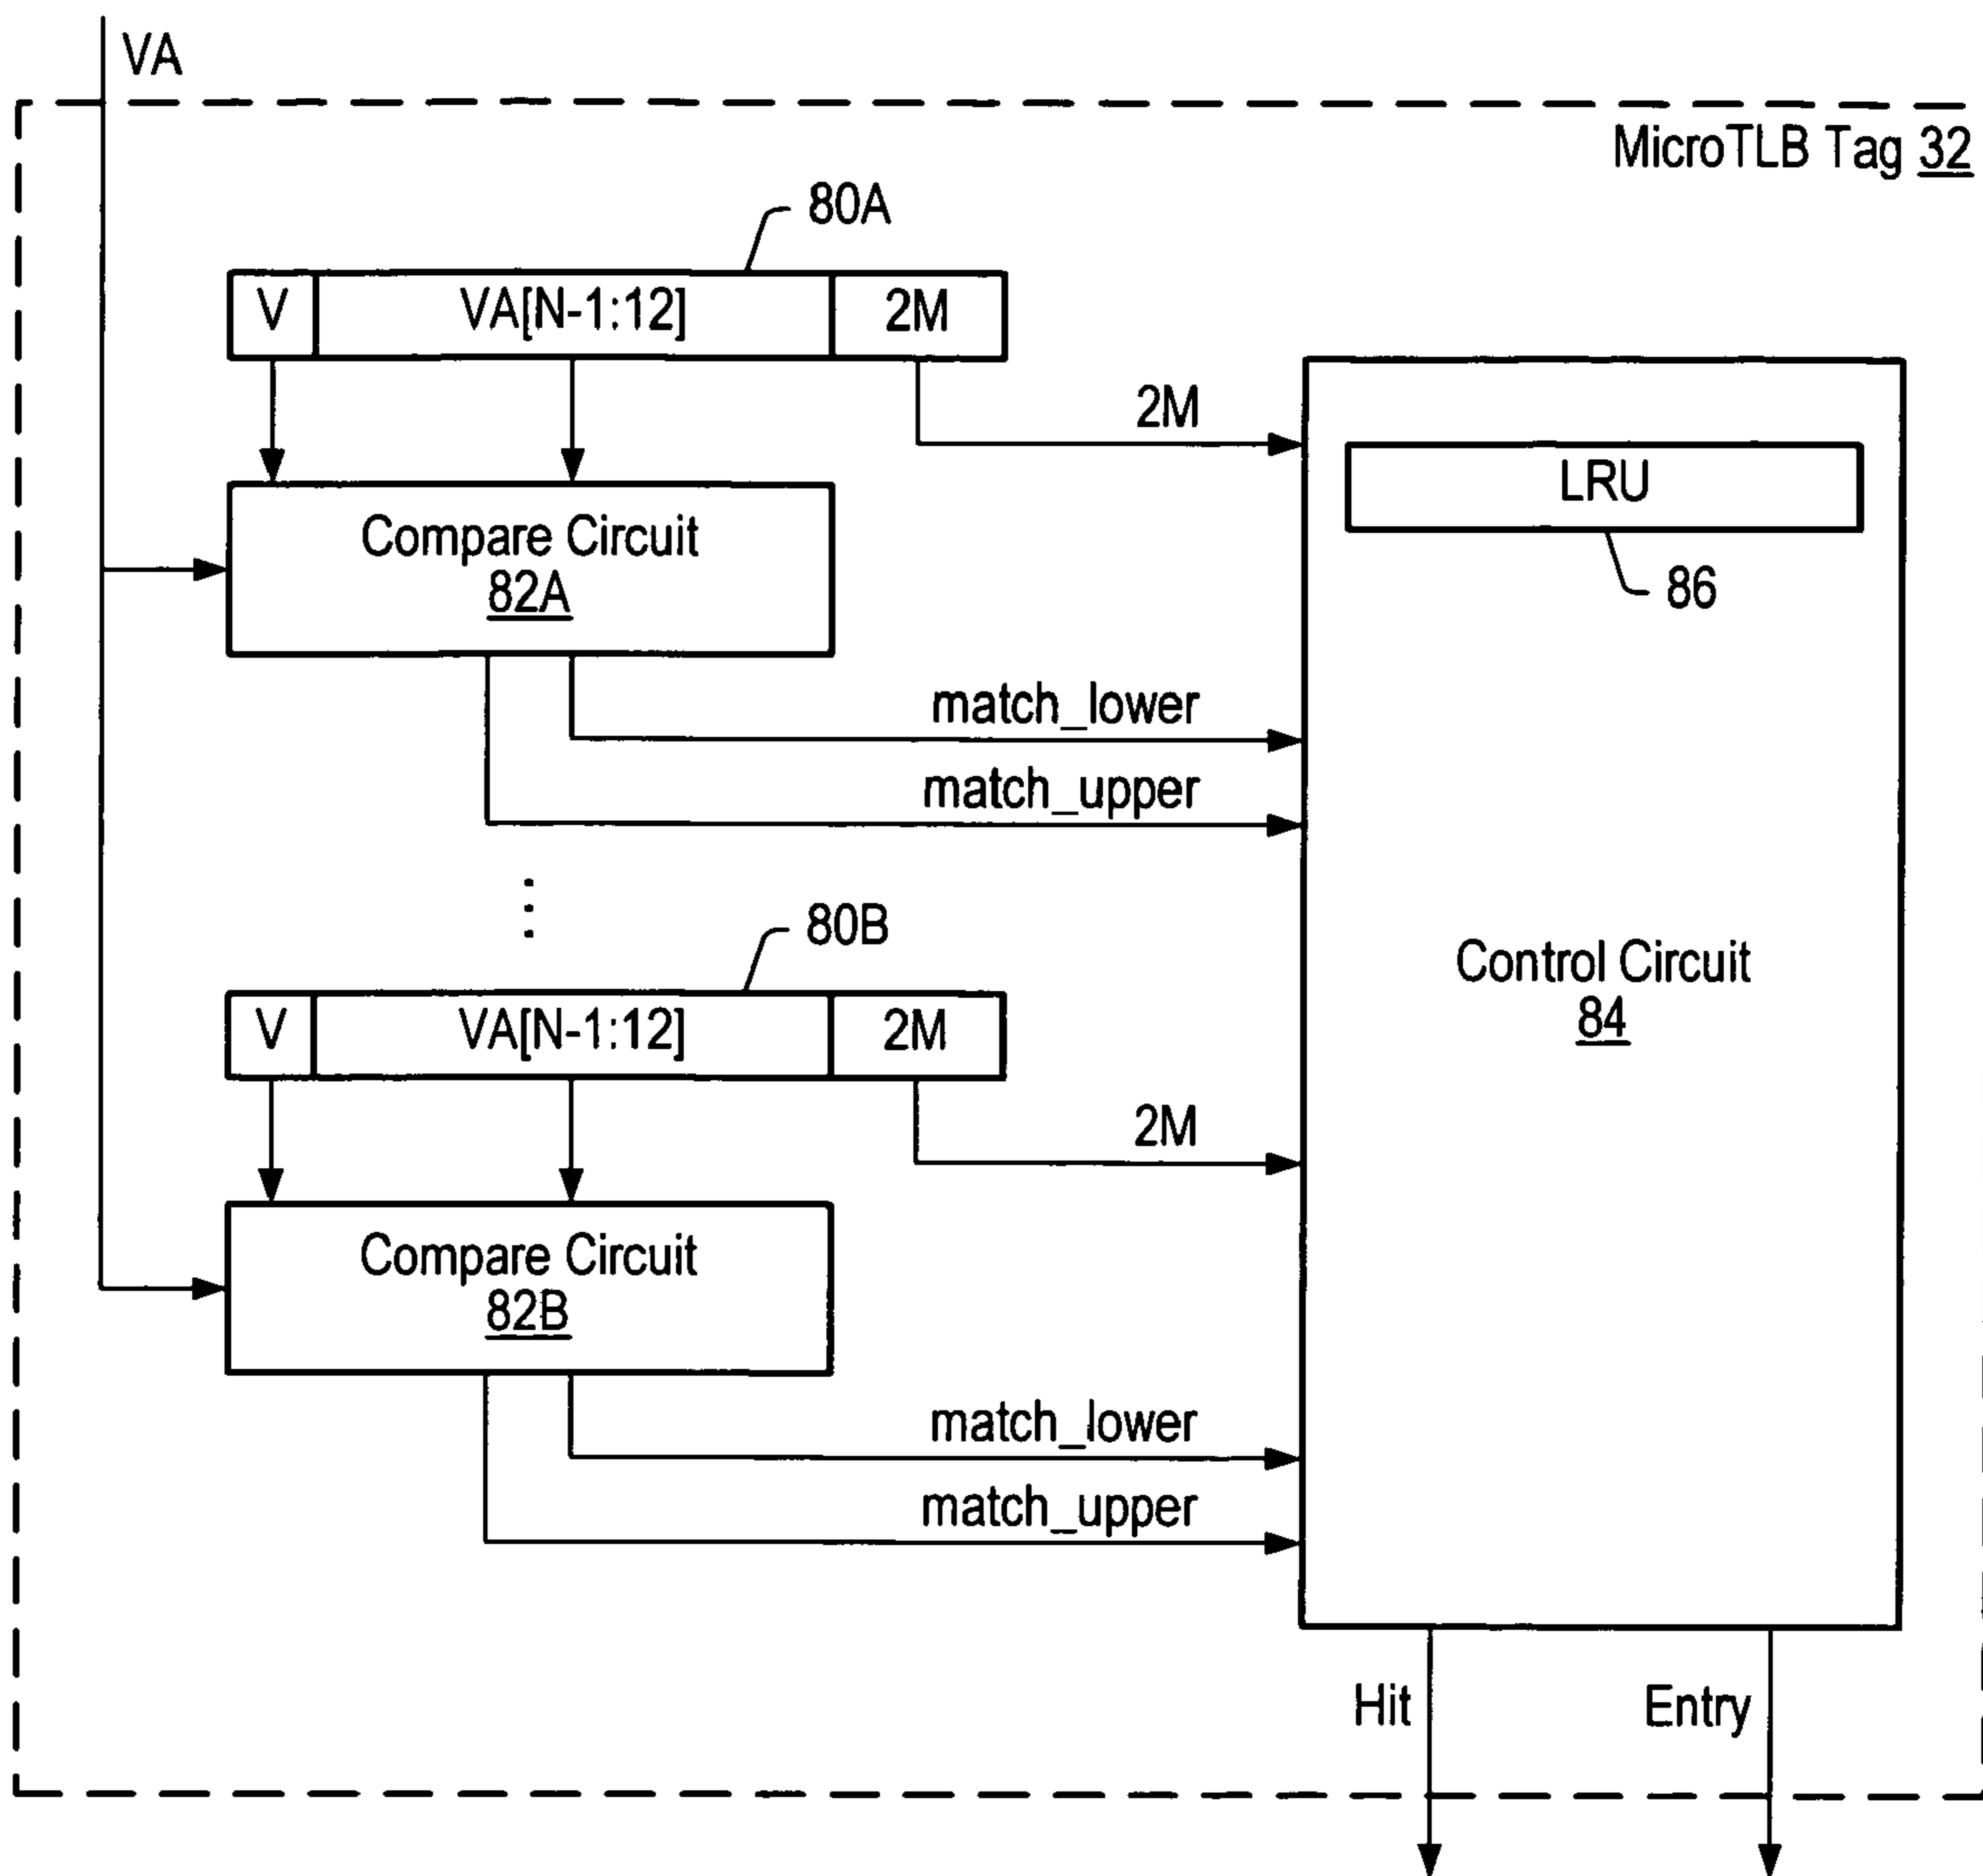 VA
MicroTLB Tag 32
80A
V VA[N-1:12] 2M
2M
LRU
Compare Circuit
82A
86
match_lower
match_upper
80B
Control Circuit
84
V VA[N-1:12] 2M
2M
Compare Circuit
82B
match_lower
match_upper
Hit Entry